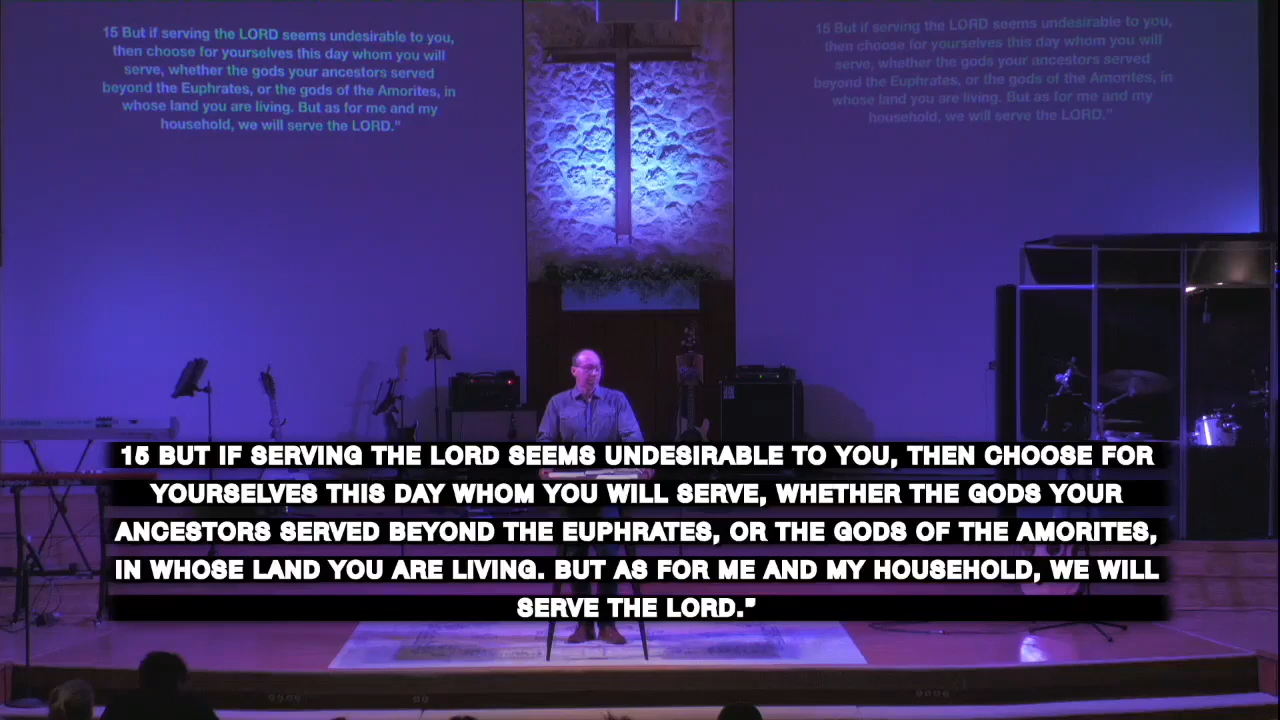 15 But if serving the LORD seems undesirable to you,
then choose for yourselves this day whom you will
serve, whether the gods your ancestors served
beyond the Euphrates, or the gods of the Amorites, in
whose land you are living. But as for me and my
household, we will serve the LORD.”
15 But if serving the LORD seems undesirable to you,
then choose for yourselves this day whom you will
serve, whether the gods your ancestors served
beyond the Euphrates, or the gods of the Amorites, in
whose land you are living. But as for me and my
household, we will serve the LORD.”
15 BUT IF SERVING THE LORD SEEMS UNDESIRABLE TO YOU, THEN CHOOSE FOR
YOURSELVES THIS DAY WHOM YOU WILL SERVE, WHETHER THE GODS YOUR
ANCESTORS SERVED BEYOND THE EUPHRATES, OR THE GODS OF THE AMORITES,
IN WHOSE LAND YOU ARE LIVING. BUT AS FOR ME AND MY HOUSEHOLD, WE WILL
SERVE THE LORD.”